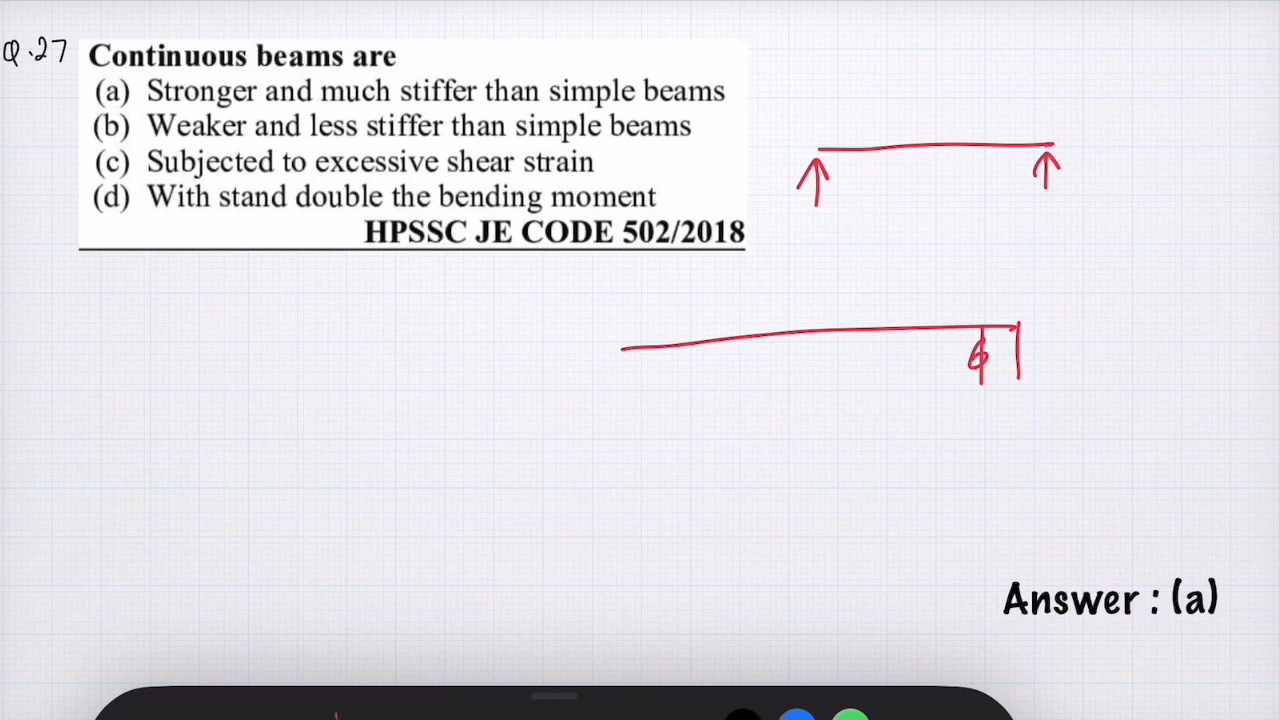 Q.27 Continuous beams are
(a) Stronger and much stiffer than simple beams
(b) Weaker and less stiffer than simple beams
(c) Subjected to excessive shear strain
(d) With stand double the bending moment
HPSSC JE CODE 502/2018
Answer : (a)